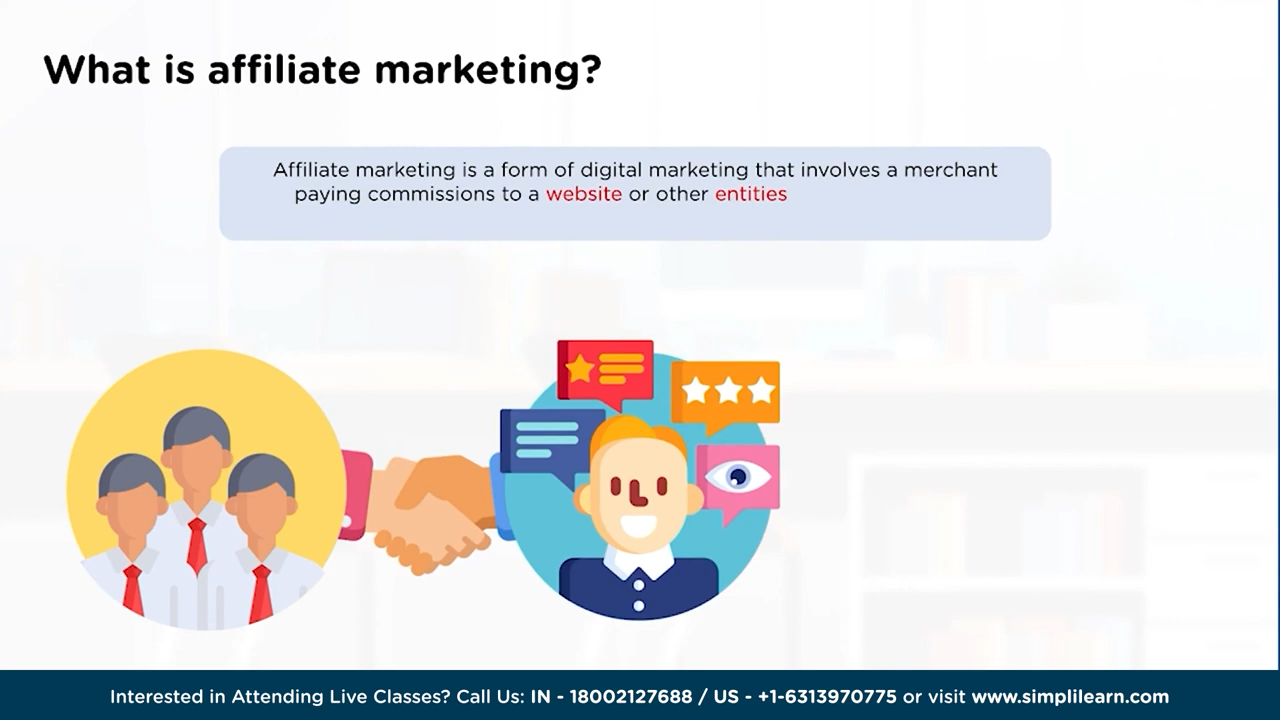 What is affiliate marketing?
Affiliate marketing is a form of digital marketing that involves a merchant
paying commissions to a website or other entities
Interested in Attending Live Classes? Call Us: IN - 18002127688 / US - +1-6313970775 or visit www.simplilearn.com